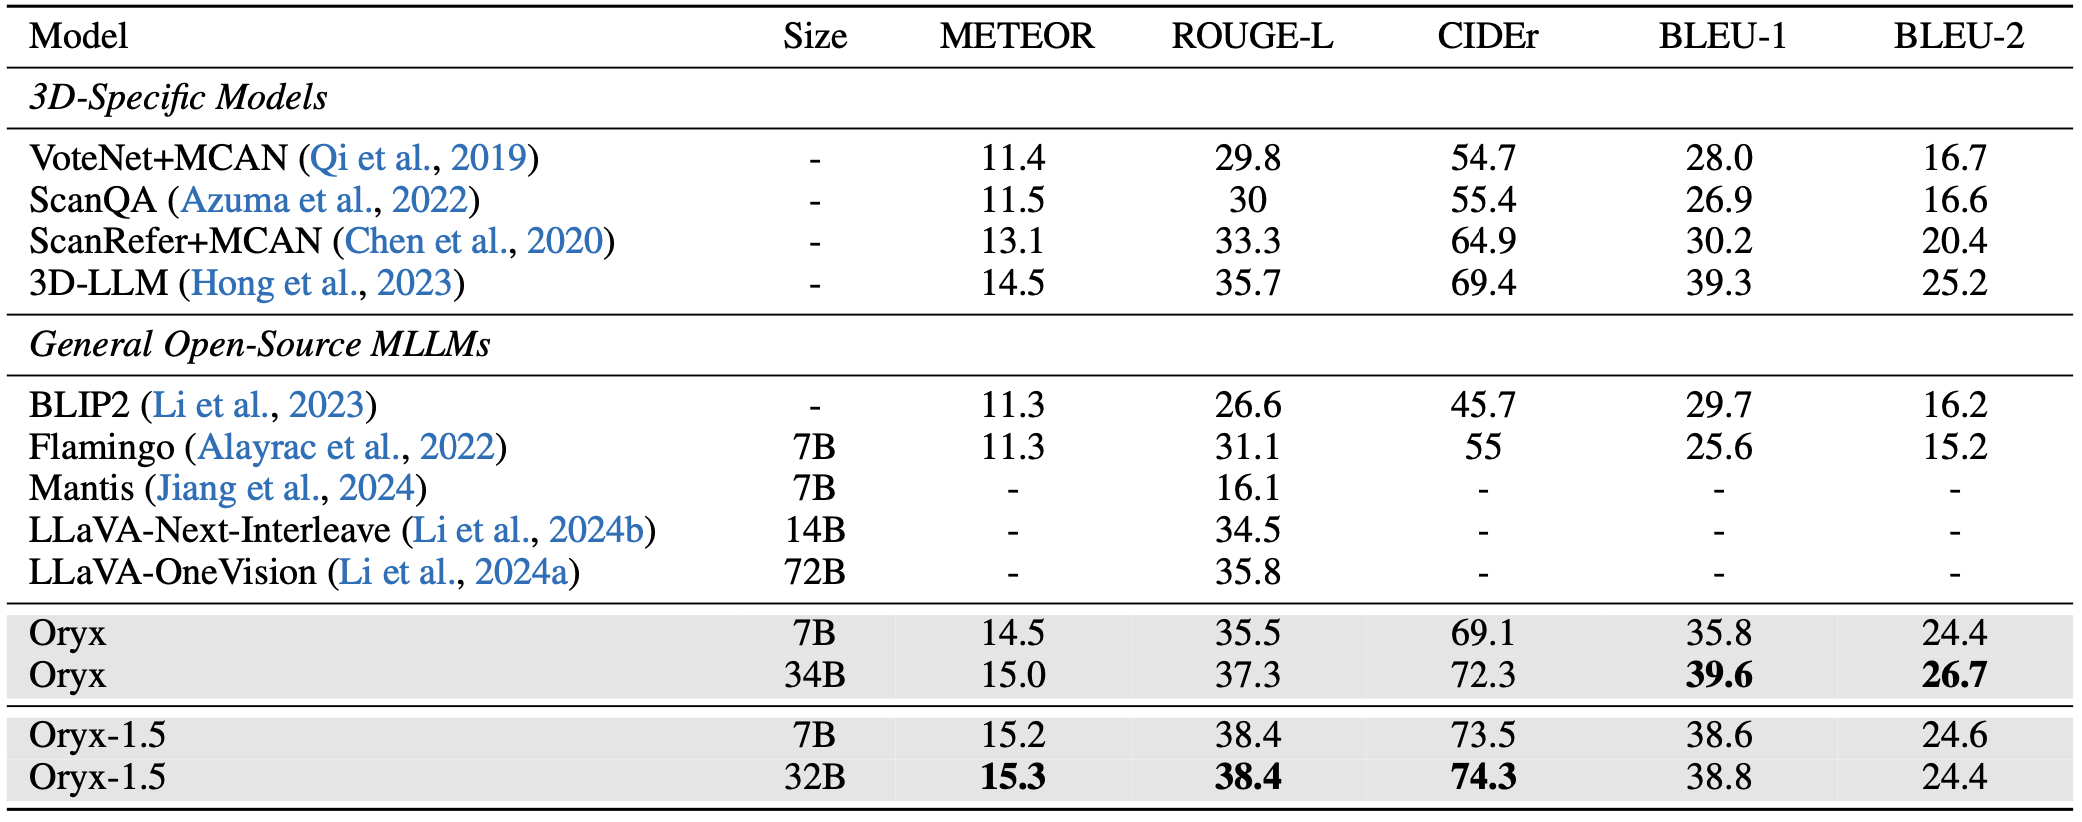 Model Size METEOR ROUGE-L CIDEr BLEU-1 BLEU-2
3D-Specific Models
VoteNet+MCAN (Qi et al., 2019) - 11.4 29.8 54.7 28.0 16.7
ScanQA (Azuma et al., 2022) - 11.5 30 55.4 26.9 16.6
ScanRefer+MCAN (Chen et al., 2020) - 13.1 33.3 64.9 30.2 20.4
3D-LLM (Hong et al., 2023) - 14.5 35.7 69.4 39.3 25.2
General Open-Source MLLMs
BLIP2 (Li et al., 2023) - 11.3 26.6 45.7 29.7 16.2
Flamingo (Alayrac et al., 2022) 7B 11.3 31.1 55 25.6 15.2
Mantis (Jiang et al., 2024) 7B - 16.1 - - -
LLaVA-Next-Interleave (Li et al., 2024b) 14B - 34.5 - - -
LLaVA-OneVision (Li et al., 2024a) 72B - 35.8 - - -
Oryx 7B 14.5 35.5 69.1 35.8 24.4
Oryx 34B 15.0 37.3 72.3 39.6 26.7
Oryx-1.5 7B 15.2 38.4 73.5 38.6 24.6
Oryx-1.5 32B 15.3 38.4 74.3 38.8 24.4